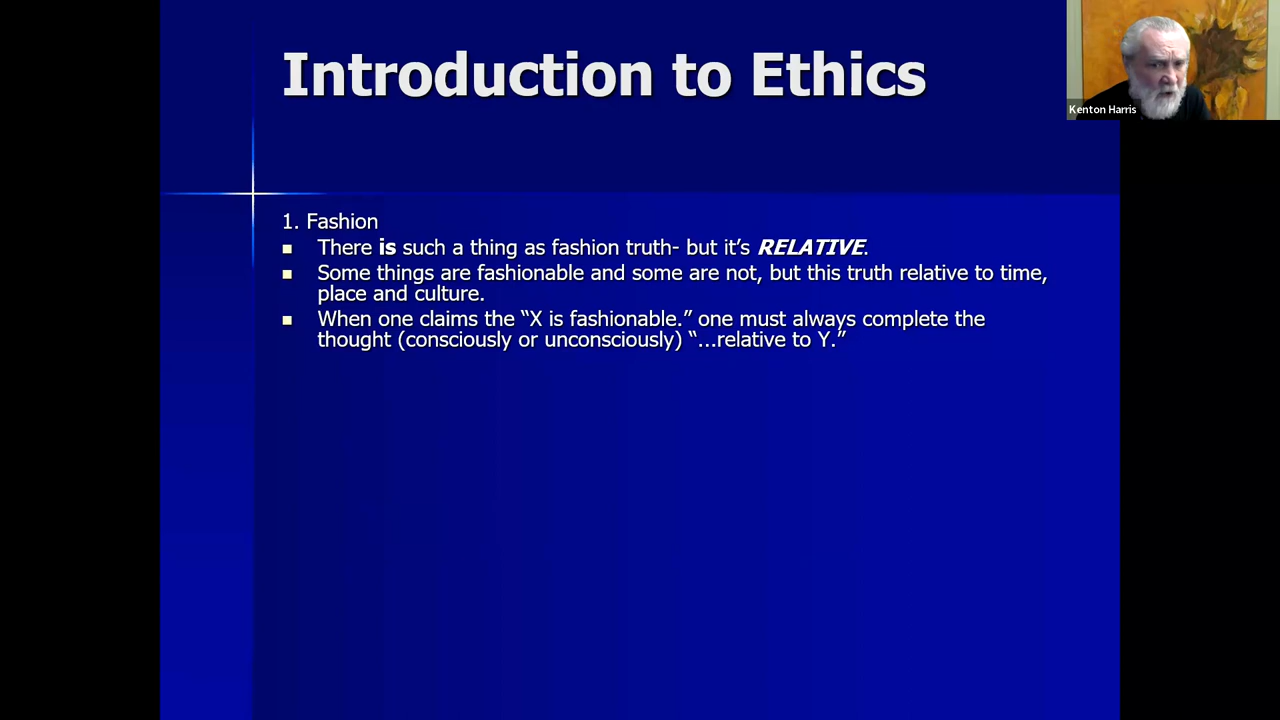 Introduction to Ethics
Kenton Harris
1. Fashion
There is such a thing as fashion truth- but it's RELATIVE.
Some things are fashionable and some are not, but this truth relative to time,
place and culture.
When one claims the “X is fashionable.” one must always complete the
thought (consciously or unconsciously) “…relative to Y.”